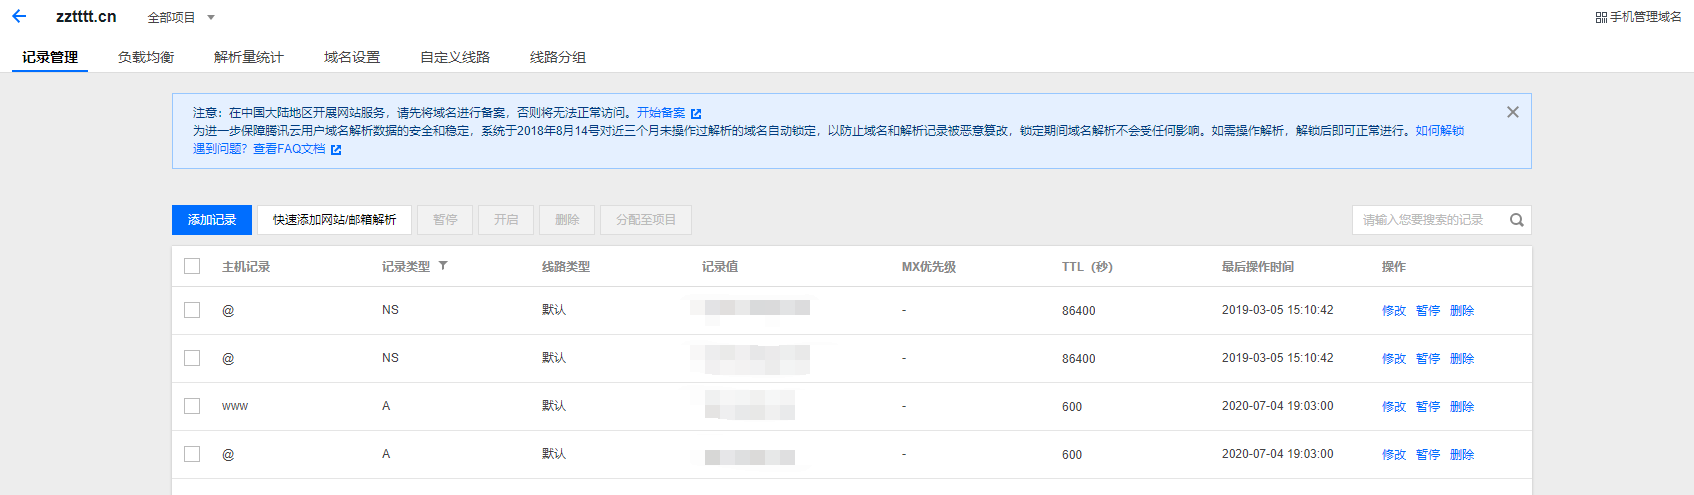 zztttt.cn 全部项目 手机管理域名
记录管理 负载均衡 解析量统计 域名设置 自定义线路 线路分组
注意：在中国大陆地区开展网站服务，请先将域名进行备案，否则将无法正常访问。开始备案
为进一步保障腾讯云用户域名解析数据的安全和稳定，系统于2018年8月14号对近三个月未操作过解析的域名自动锁定，以防止域名和解析记录被恶意篡改，锁定期间域名解析不会受任何影响。如需操作解析，解锁后即可正常进行。如何解锁
遇到问题？查看FAQ文档
添加记录 快速添加网站/邮箱解析 暂停 开启 删除 分配至项目 请输入您要搜索的记录
主机记录 记录类型 线路类型 记录值 MX优先级 TTL（秒） 最后操作时间 操作
@ NS 默认 - 86400 2019-03-05 15:10:42 修改 暂停 删除
@ NS 默认 - 86400 2019-03-05 15:10:42 修改 暂停 删除
www A 默认 - 600 2020-07-04 19:03:00 修改 暂停 删除
@ A 默认 - 600 2020-07-04 19:03:00 修改 暂停 删除